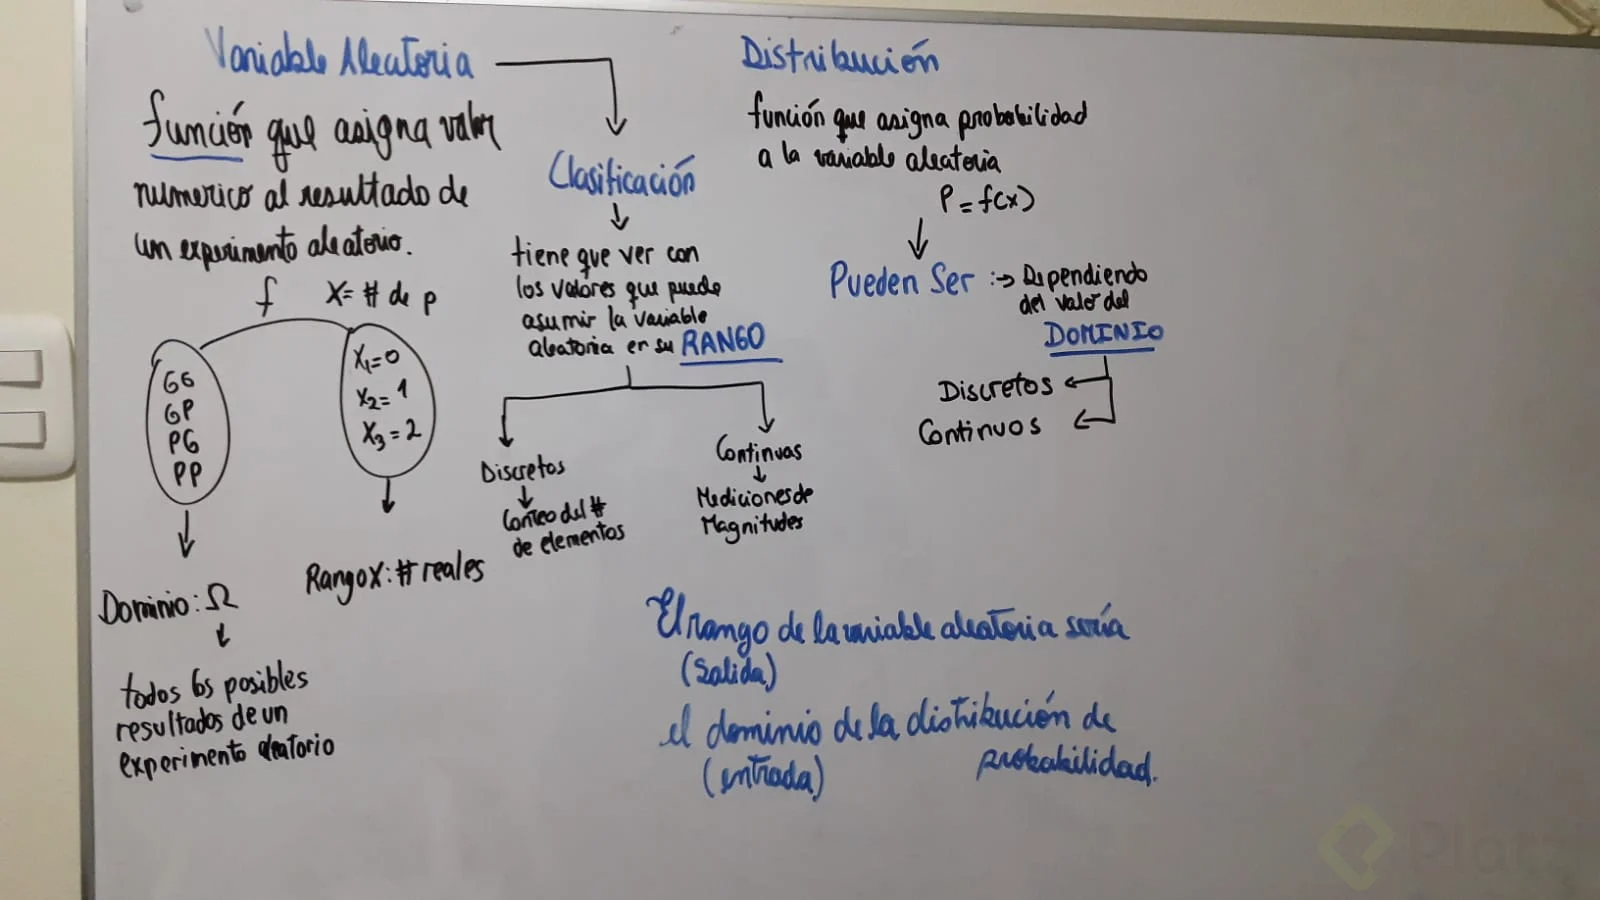 Variable Aleatoria
función que asigna valor
numerico al resultado de
un experimento aleatorio.
f X= # de p
GG
GP
PG
PP
X1=0
X2=1
X3=2
Dominio: Ω
todos los posibles
resultados de un
experimento aleatorio
Rango X: # reales
Clasificación
tiene que ver con
los valores que puede
asumir la variable
aleatoria en su RANGO
Discretos
Conteo del #
de elementos
Continuas
Mediciones de
Magnitudes
Distribución
función que asigna probabilidad
a la variable aleatoria
P = f(x)
Pueden Ser :→ Dependiendo
del valor del
DOMINIO
Discretos
Continuos
El rango de la variable aleatoria sería
(Salida)
el dominio de la distribución de
probabilidad.
(entrada)
Platzi